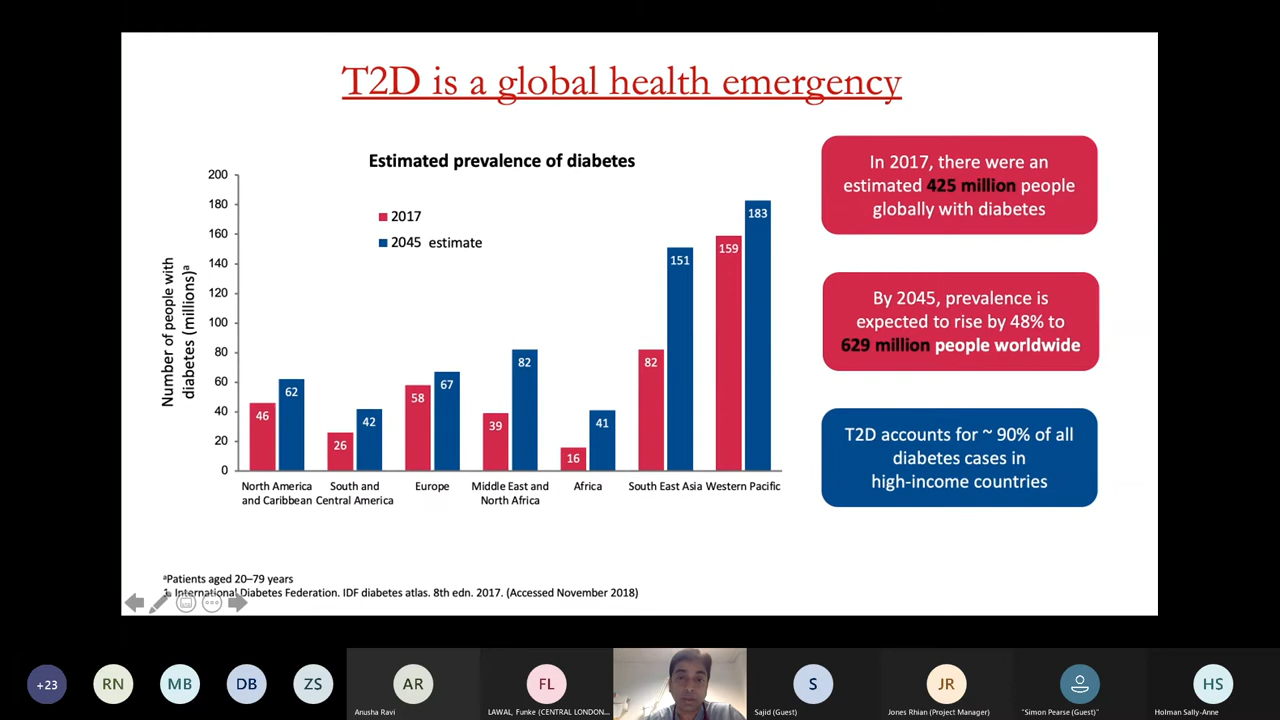 T2D is a global health emergency
Estimated prevalence of diabetes
Number of people with
diabetes (millions)ᵃ
200
180
160
140
120
100
80
60
40
20
0
2017
2045 estimate
46
62
26
42
58
67
39
82
16
41
82
151
159
183
North America
and Caribbean
South and
Central America
Europe
Middle East and
North Africa
Africa
South East Asia
Western Pacific
In 2017, there were an
estimated 425 million people
globally with diabetes
By 2045, prevalence is
expected to rise by 48% to
629 million people worldwide
T2D accounts for ~ 90% of all
diabetes cases in
high-income countries
ᵃPatients aged 20–79 years
1. International Diabetes Federation. IDF diabetes atlas. 8th edn. 2017. (Accessed November 2018)
+23
RN
MB
DB
ZS
AR
Anusha Ravi
FL
LAWAL, Funke (CENTRAL LONDON...
S
Sajid (Guest)
JR
Jones Rhian (Project Manager)
"Simon Pearse (Guest)"
HS
Holman Sally-Anne